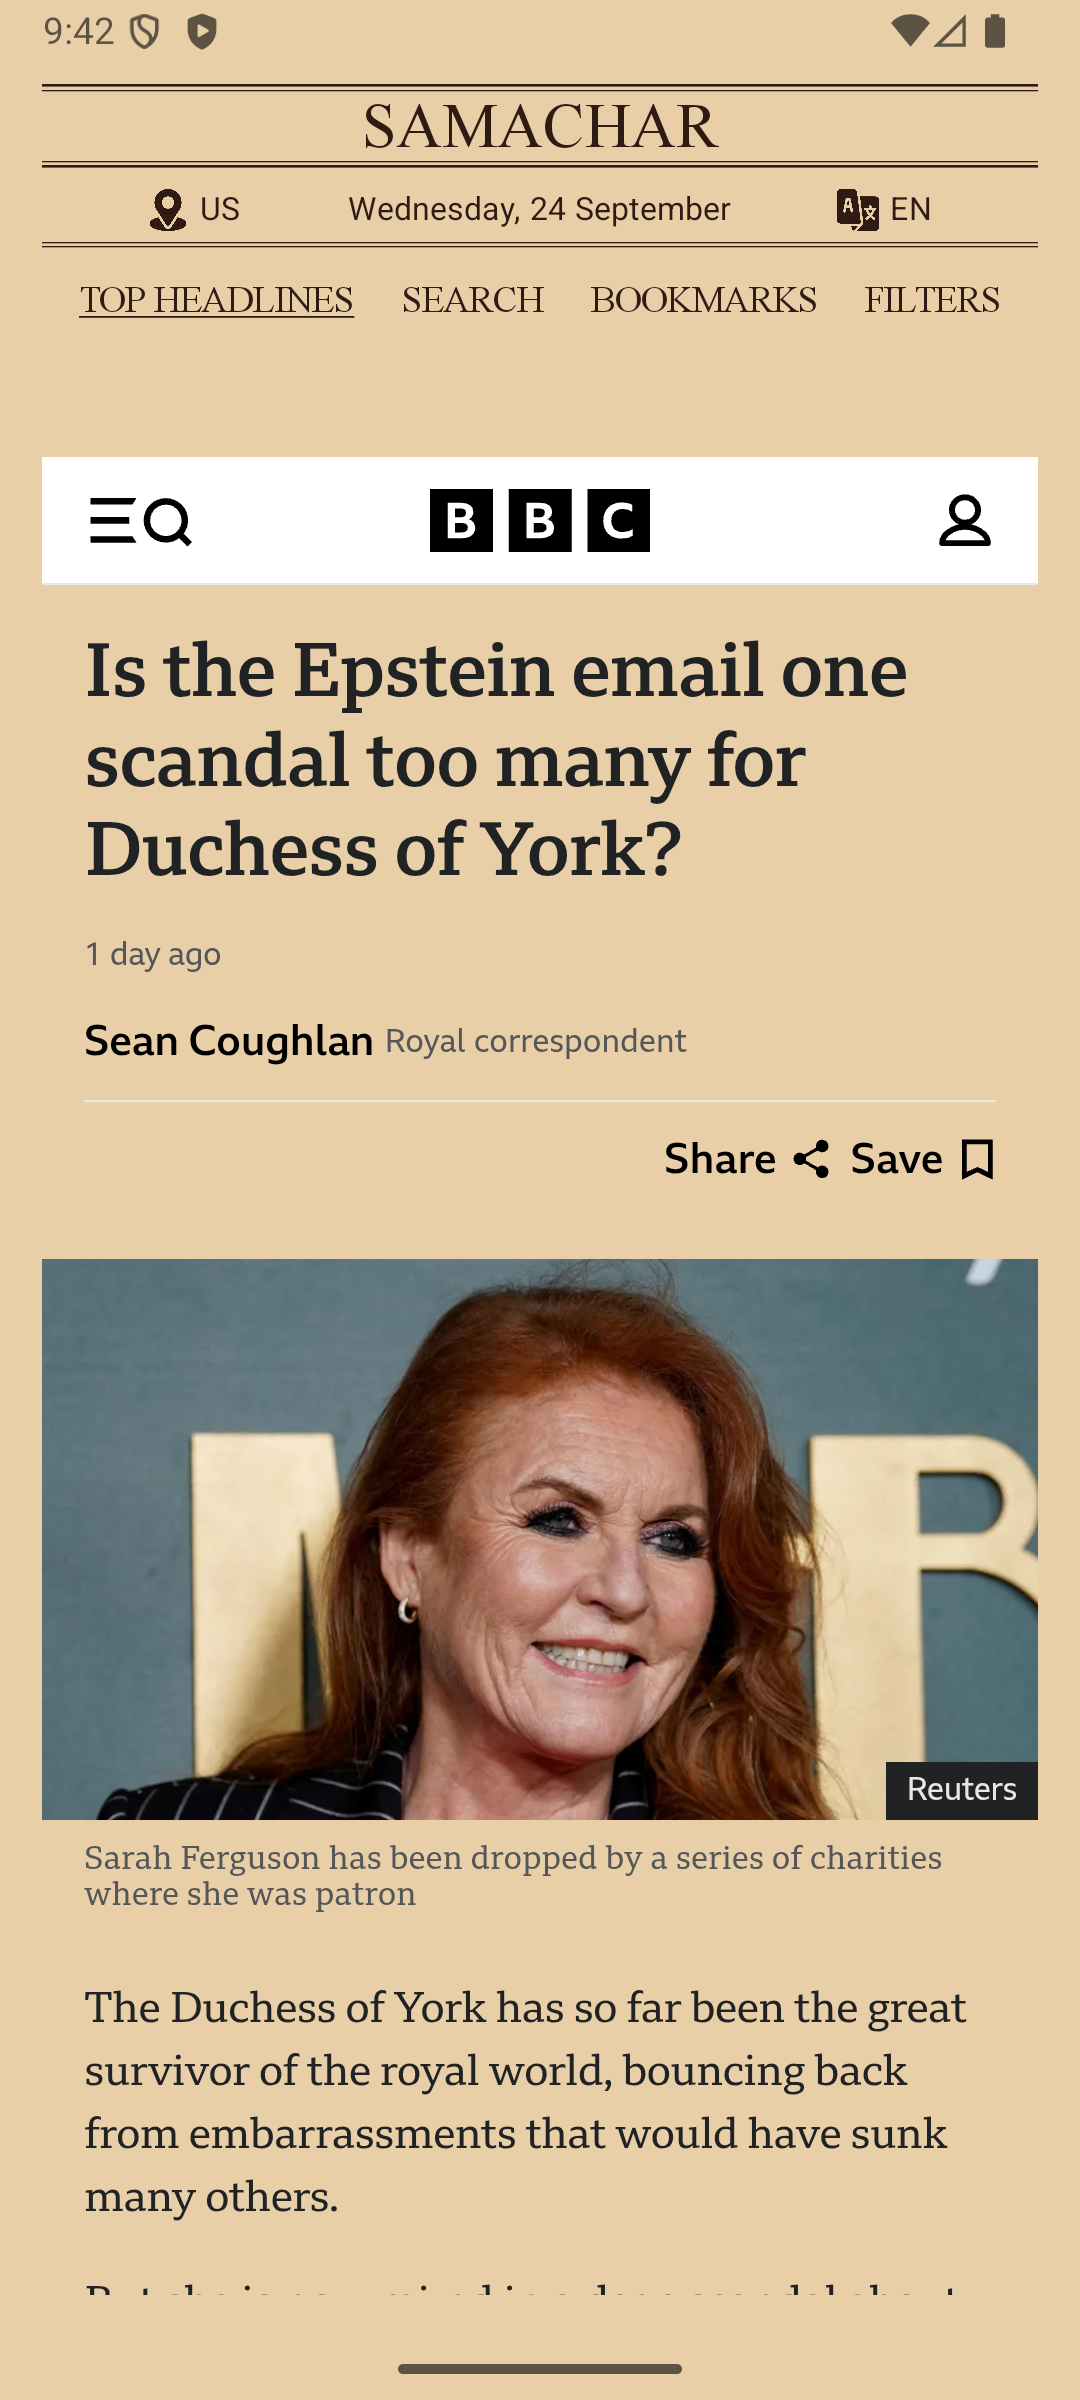 9:42
SAMACHAR
US Wednesday, 24 September EN
TOP HEADLINES SEARCH BOOKMARKS FILTERS
BBC
Is the Epstein email one
scandal too many for
Duchess of York?
1 day ago
Sean Coughlan Royal correspondent
Share Save
Reuters
Sarah Ferguson has been dropped by a series of charities
where she was patron
The Duchess of York has so far been the great
survivor of the royal world, bouncing back
from embarrassments that would have sunk
many others.